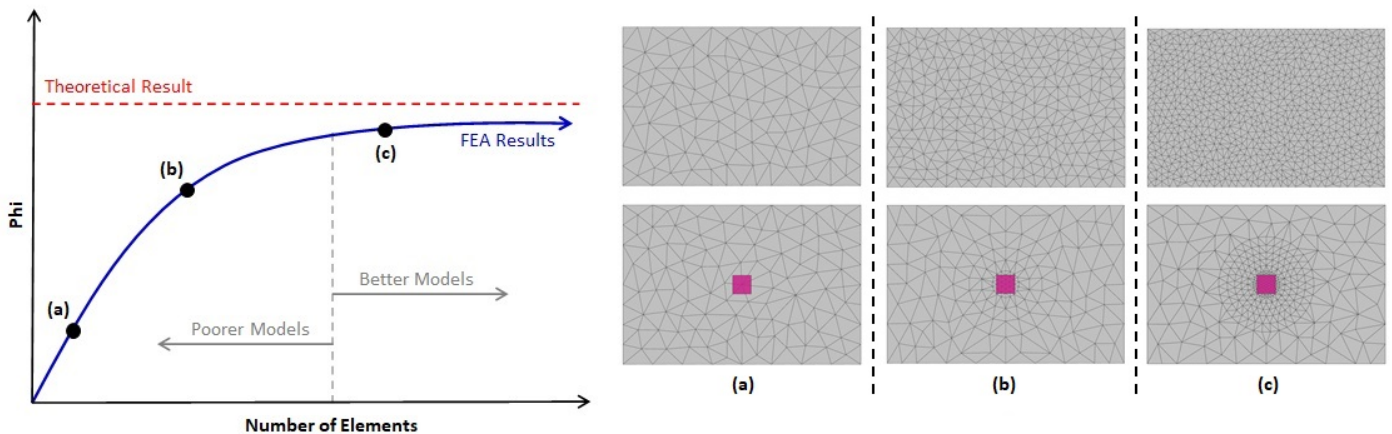 Theoretical Result
FEA Results
(c)
(b)
(a)
Better Models
Poorer Models
Phi
Number of Elements
(a)
(b)
(c)